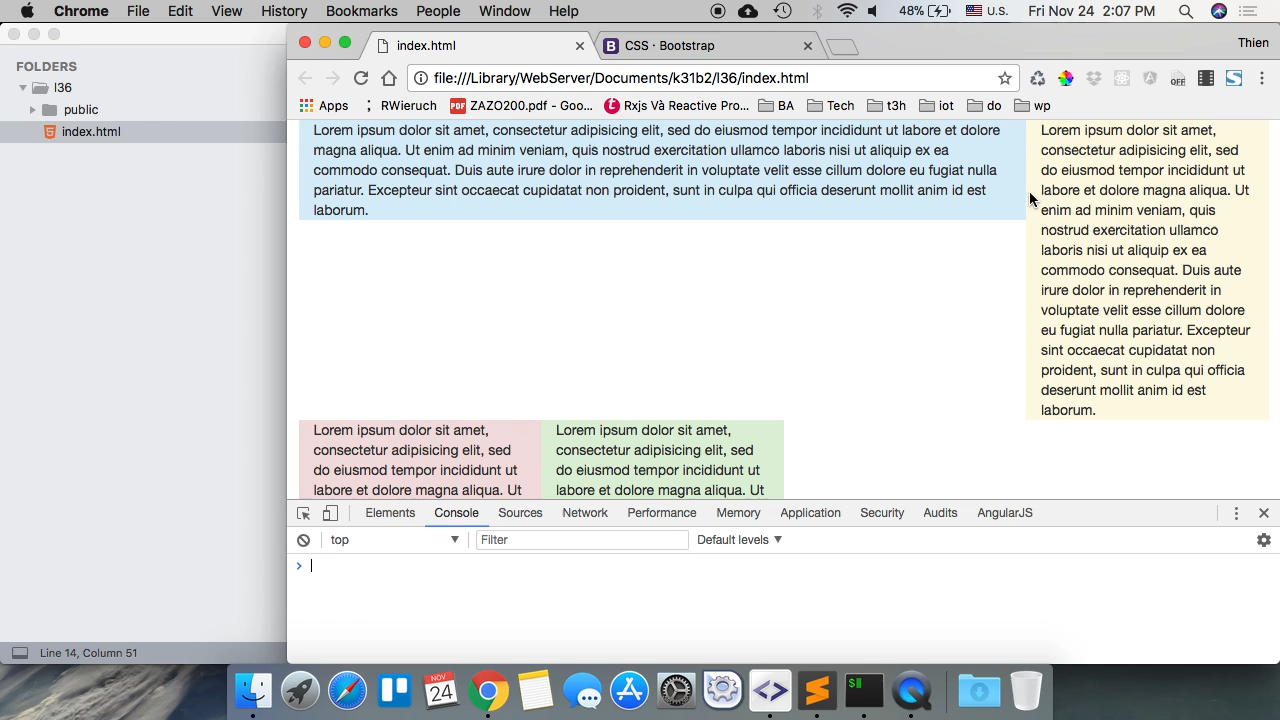 Chrome File Edit View History Bookmarks People Window Help 48% U.S. Fri Nov 24 2:07 PM
index.html CSS · Bootstrap Thien
file:///Library/WebServer/Documents/k31b2/l36/index.html OFF
Apps RWieruch PDF ZAZO200.pdf - Goo... Rxjs Và Reactive Pro... BA Tech t3h iot do wp
FOLDERS
l36
public
index.html
Lorem ipsum dolor sit amet, consectetur adipisicing elit, sed do eiusmod tempor incididunt ut labore et dolore
magna aliqua. Ut enim ad minim veniam, quis nostrud exercitation ullamco laboris nisi ut aliquip ex ea
commodo consequat. Duis aute irure dolor in reprehenderit in voluptate velit esse cillum dolore eu fugiat nulla
pariatur. Excepteur sint occaecat cupidatat non proident, sunt in culpa qui officia deserunt mollit anim id est
laborum.
Lorem ipsum dolor sit amet,
consectetur adipisicing elit, sed
do eiusmod tempor incididunt ut
labore et dolore magna aliqua. Ut
enim ad minim veniam, quis
nostrud exercitation ullamco
laboris nisi ut aliquip ex ea
commodo consequat. Duis aute
irure dolor in reprehenderit in
voluptate velit esse cillum dolore
eu fugiat nulla pariatur. Excepteur
sint occaecat cupidatat non
proident, sunt in culpa qui officia
deserunt mollit anim id est
laborum.
Lorem ipsum dolor sit amet,
consectetur adipisicing elit, sed
do eiusmod tempor incididunt ut
labore et dolore magna aliqua. Ut
Lorem ipsum dolor sit amet,
consectetur adipisicing elit, sed
do eiusmod tempor incididunt ut
labore et dolore magna aliqua. Ut
Elements Console Sources Network Performance Memory Application Security Audits AngularJS
top Filter Default levels
Line 14, Column 51
NOV
24